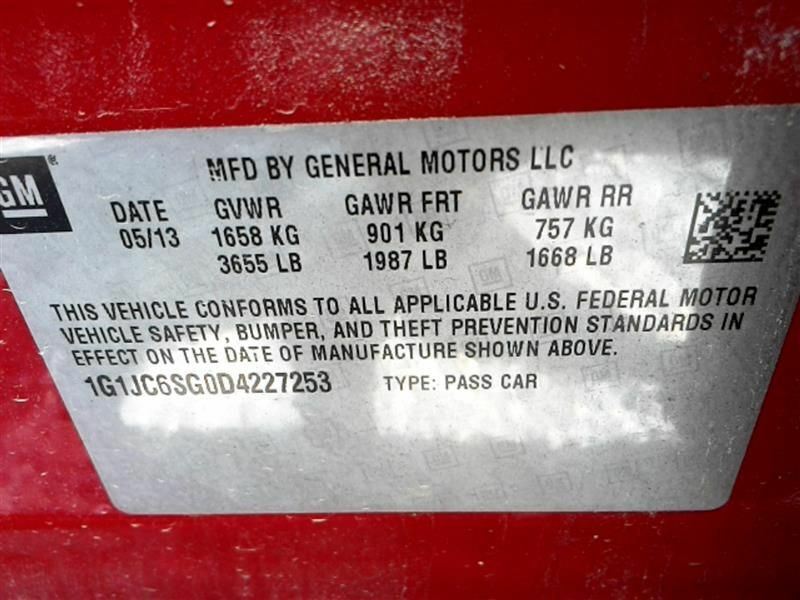 GM
MFD BY GENERAL MOTORS LLC
DATE GVWR GAWR FRT GAWR RR
05/13 1658 KG 901 KG 757 KG
3655 LB 1987 LB 1668 LB
THIS VEHICLE CONFORMS TO ALL APPLICABLE U.S. FEDERAL MOTOR
VEHICLE SAFETY, BUMPER, AND THEFT PREVENTION STANDARDS IN
EFFECT ON THE DATE OF MANUFACTURE SHOWN ABOVE.
1G1JC6SG0D4227253 TYPE: PASS CAR